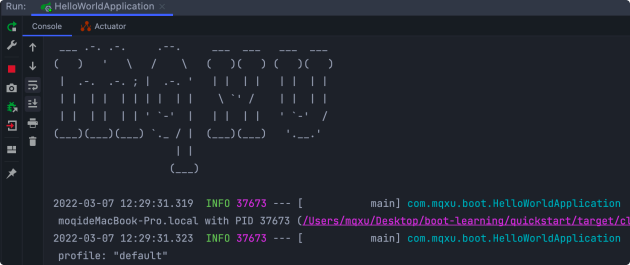 Run: HelloWorldApplication ×
Console Actuator
 ___ .-. .-.     .--.     ___  ___   ___  ___
(   )   '   \   /    \   (   )(   ) (   )(   )
 |  .-.  .-. ; |  .-. '   | |  | |   | |  | |
 | |  | |  | | | |  | |    \ `' /    | |  | |
 | |  | |  | | ' `-'  |   | |  | |   ' `-'  /
(___)(___)(___) `._ / |  (___)(___)   '.__.'
                   | |
                  (___)
2022-03-07 12:29:31.319 INFO 37673 --- [           main] com.mqxu.boot.HelloWorldApplication
moqideMacBook-Pro.local with PID 37673 (/Users/mqxu/Desktop/boot-learning/quickstart/target/cl
2022-03-07 12:29:31.323 INFO 37673 --- [           main] com.mqxu.boot.HelloWorldApplication
profile: "default"